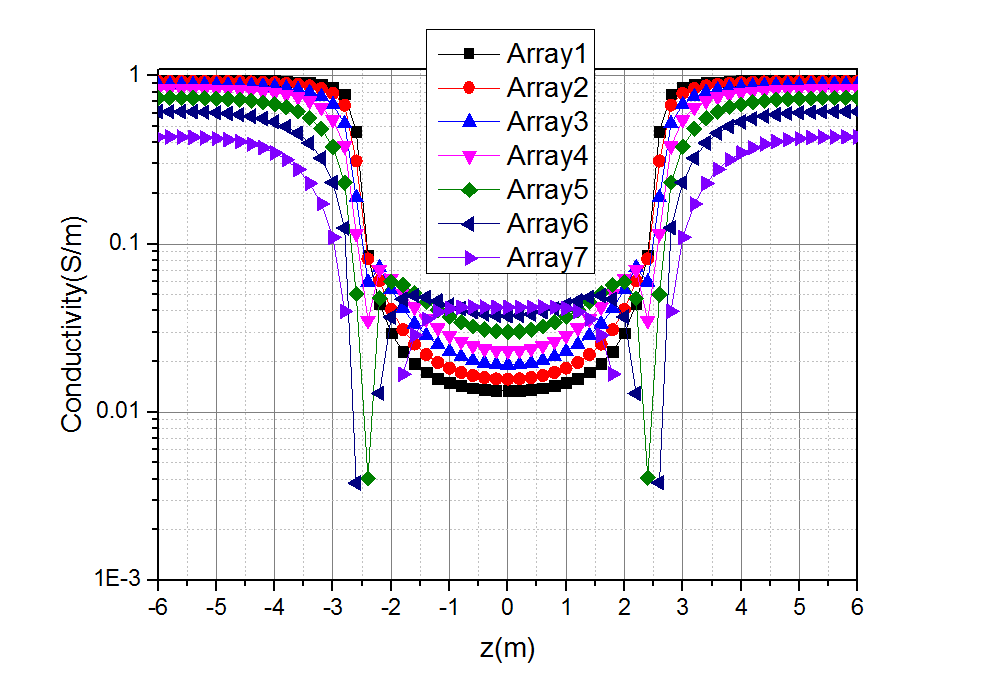 Array1
Array2
Array3
Array4
Array5
Array6
Array7
1
0.1
0.01
1E-3
Conductivity(S/m)
-6 -5 -4 -3 -2 -1 0 1 2 3 4 5 6
z(m)